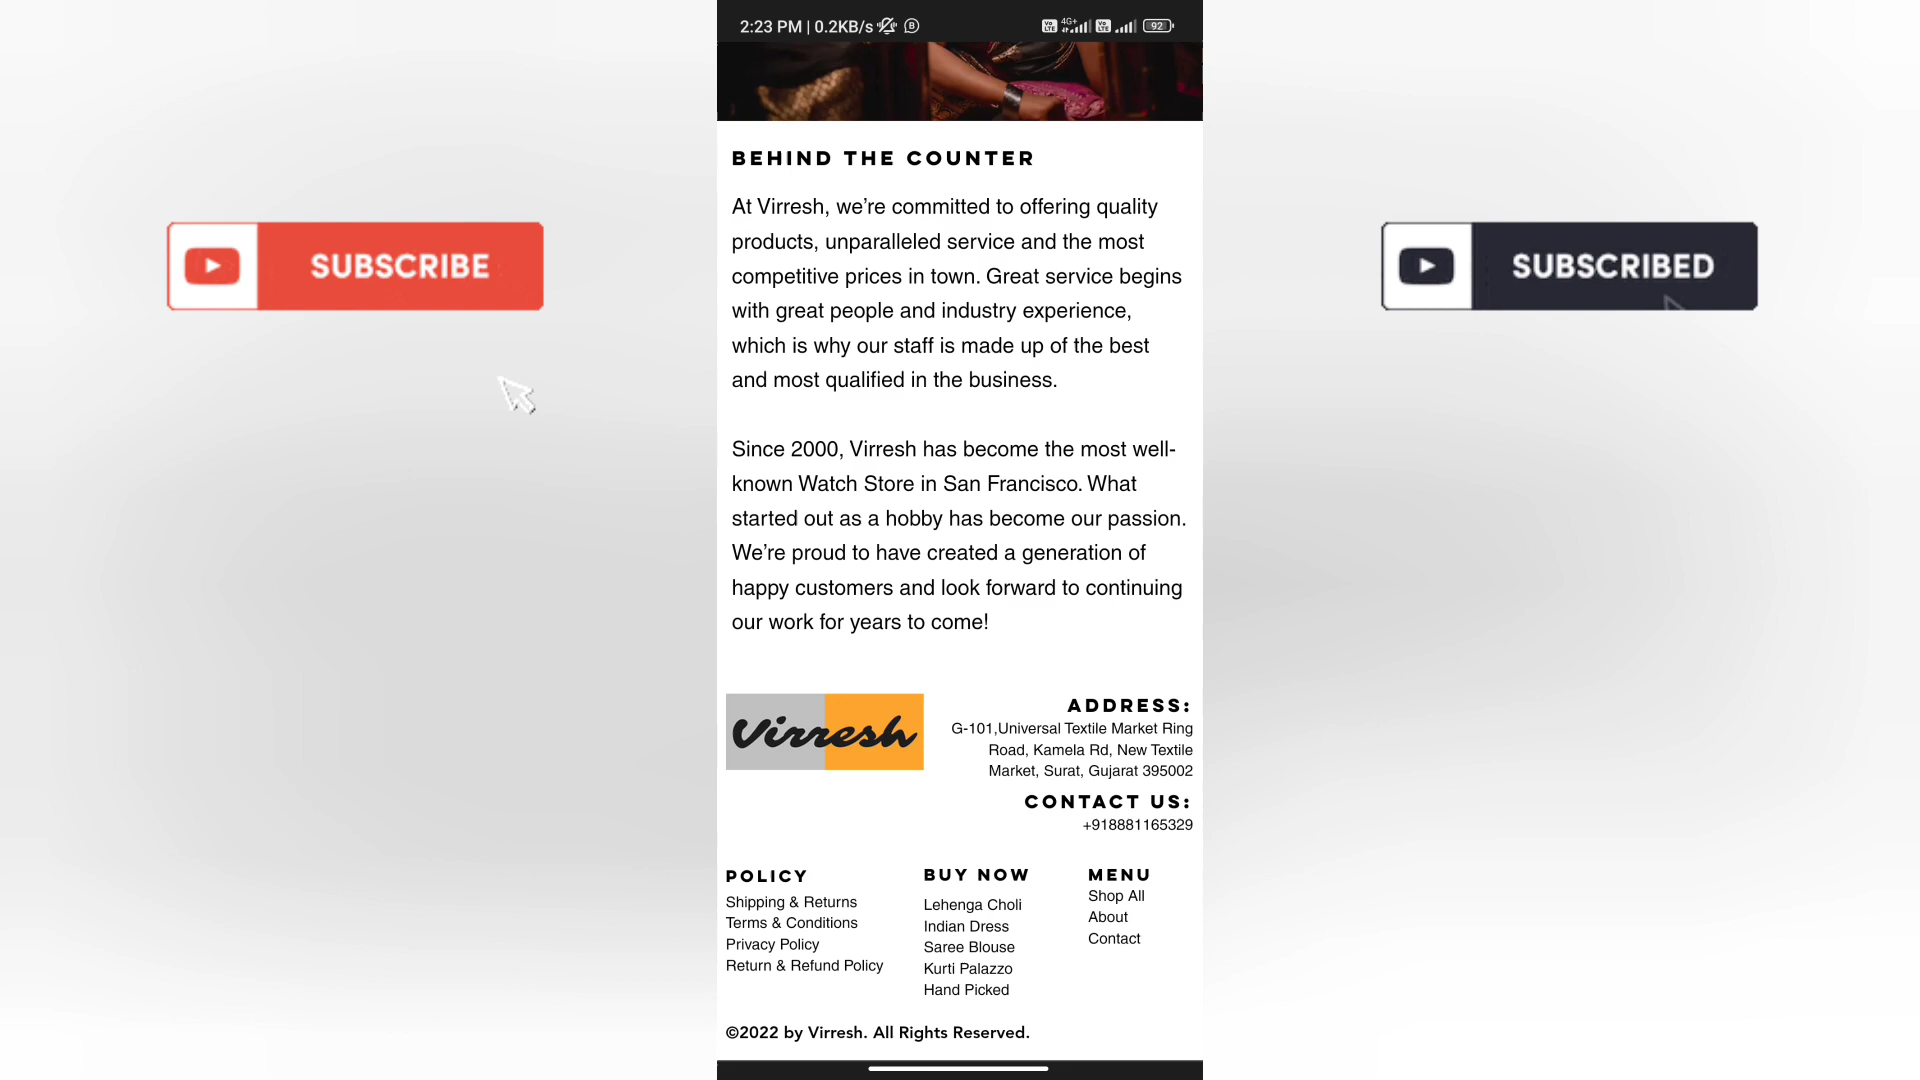 2:23 PM | 0.2KB/s
4G+
92
BEHIND THE COUNTER
At Virresh, we’re committed to offering quality
products, unparalleled service and the most
competitive prices in town. Great service begins
with great people and industry experience,
which is why our staff is made up of the best
and most qualified in the business.
Since 2000, Virresh has become the most well-
known Watch Store in San Francisco. What
started out as a hobby has become our passion.
We’re proud to have created a generation of
happy customers and look forward to continuing
our work for years to come!
SUBSCRIBE
SUBSCRIBED
Virresh
ADDRESS:
G-101,Universal Textile Market Ring
Road, Kamela Rd, New Textile
Market, Surat, Gujarat 395002
CONTACT US:
+918881165329
POLICY
Shipping & Returns
Terms & Conditions
Privacy Policy
Return & Refund Policy
BUY NOW
Lehenga Choli
Indian Dress
Saree Blouse
Kurti Palazzo
Hand Picked
MENU
Shop All
About
Contact
©2022 by Virresh. All Rights Reserved.